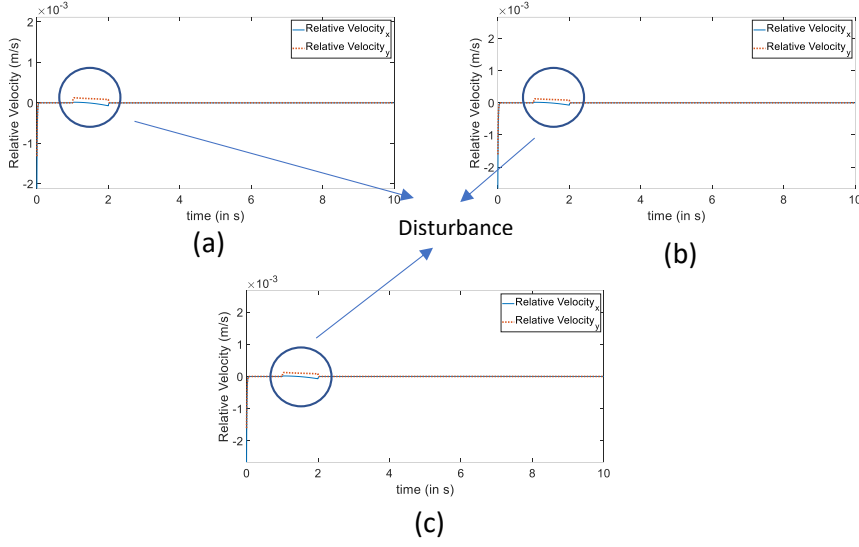 ×10⁻³
2
1
0
-1
-2
Relative Velocity (m/s)
Relative Velocityₓ
Relative Velocityᵧ
0
2
4
6
8
10
time (in s)
(a)
×10⁻³
2
1
0
-1
-2
Relative Velocity (m/s)
Relative Velocityₓ
Relative Velocityᵧ
0
2
4
6
8
10
time (in s)
(b)
Disturbance
×10⁻³
2
1
0
-1
-2
Relative Velocity (m/s)
Relative Velocityₓ
Relative Velocityᵧ
0
2
4
6
8
10
time (in s)
(c)